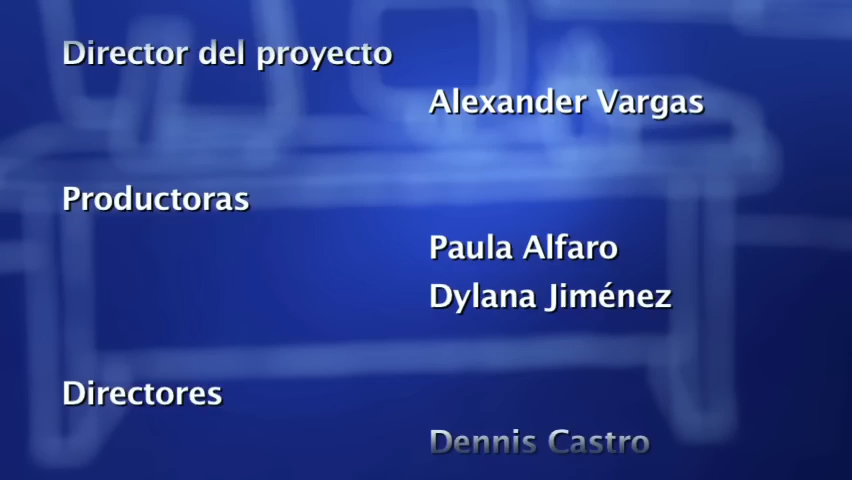 Director del proyecto
Alexander Vargas
Productoras
Paula Alfaro
Dylana Jiménez
Directores
Dennis Castro